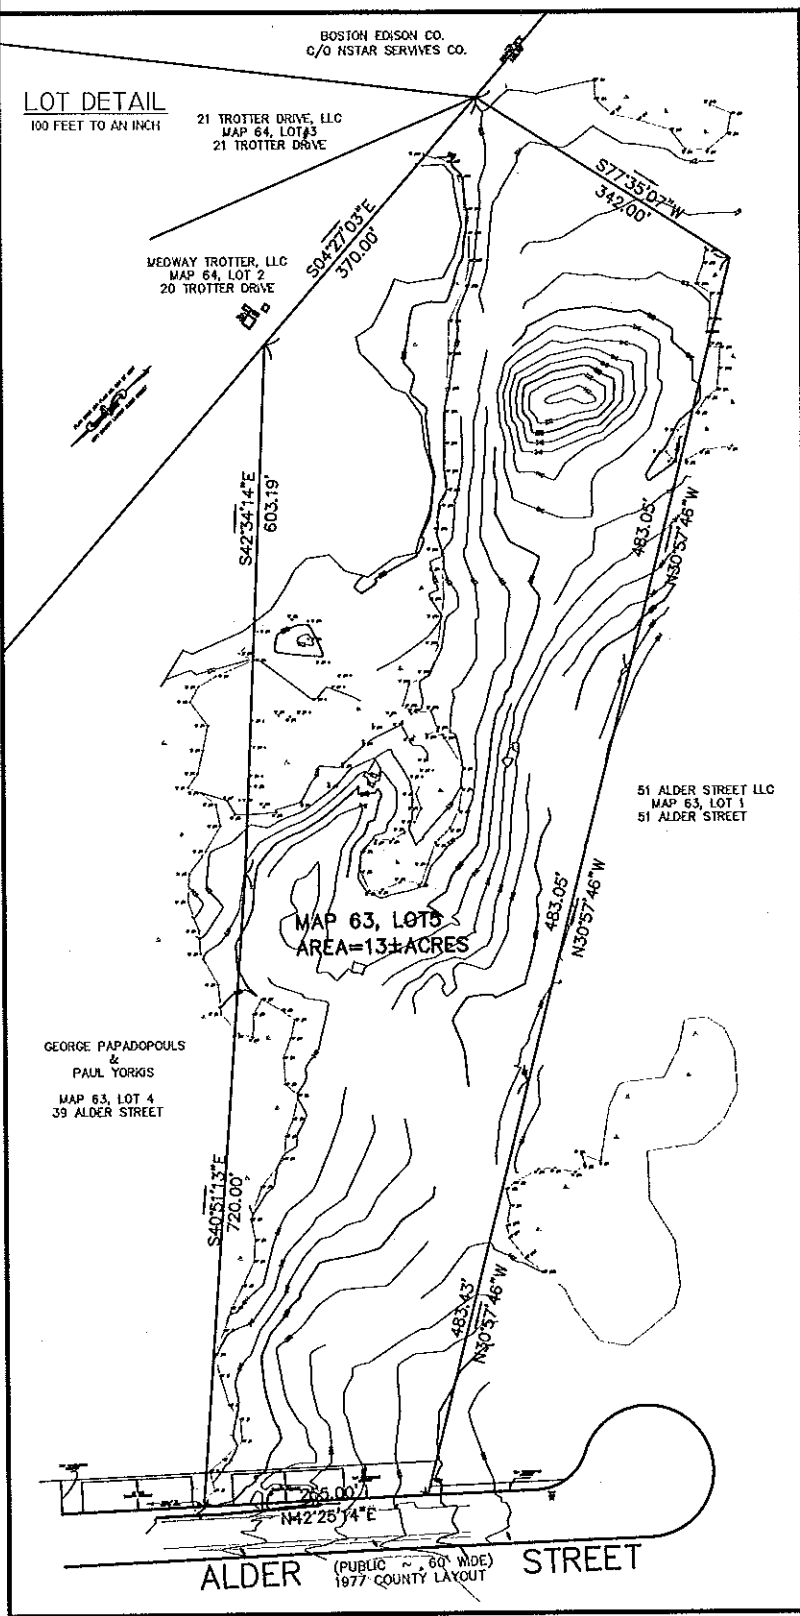 BOSTON EDISON CO.
C/O NSTAR SERVIVES CO.
LOT DETAIL
100 FEET TO AN INCH
21 TROTTER DRIVE, LLC
MAP 64, LOT#3
21 TROTTER DRIVE
S77°35'07"W
342.00'
S04°27'03"E
370.00'
MEDWAY TROTTER, LLC
MAP 64, LOT 2
20 TROTTER DRIVE
S42°34'14"E
603.19'
483.05'
N30°57'46"W
51 ALDER STREET LLC
MAP 63, LOT 1
51 ALDER STREET
483.05'
N30°57'46"W
MAP 63, LOT5
AREA=13±ACRES
GEORGE PAPADOPOULS
&
PAUL YORKIS
MAP 63, LOT 4
39 ALDER STREET
S40°51'13"E
720.00'
483.43'
N30°57'46"W
265.00'
N42°25'14"E
ALDER (PUBLIC ~ 60' WIDE) STREET
1977 COUNTY LAYOUT